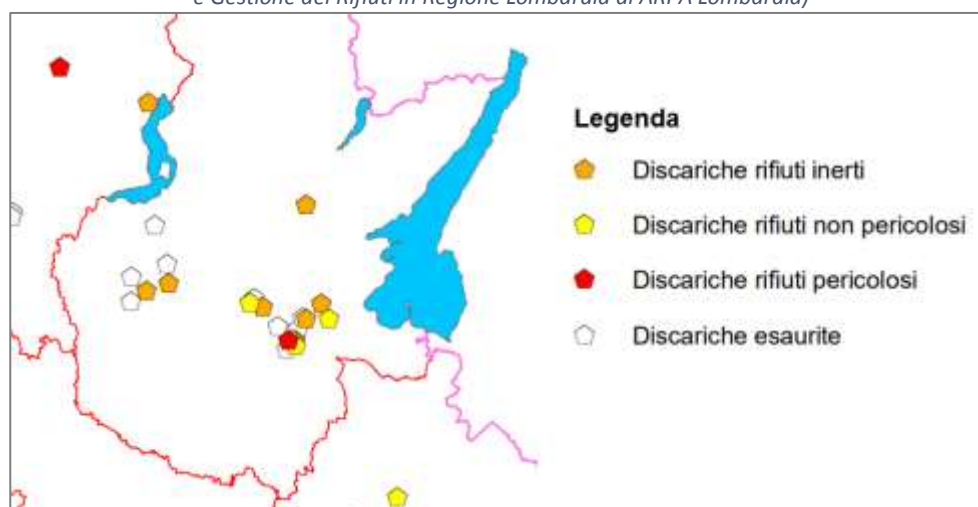 e Gestione dei Rifiuti in Regione Lombardia di ARPA Lombardia)
Legenda
Discariche rifiuti inerti
Discariche rifiuti non pericolosi
Discariche rifiuti pericolosi
Discariche esaurite